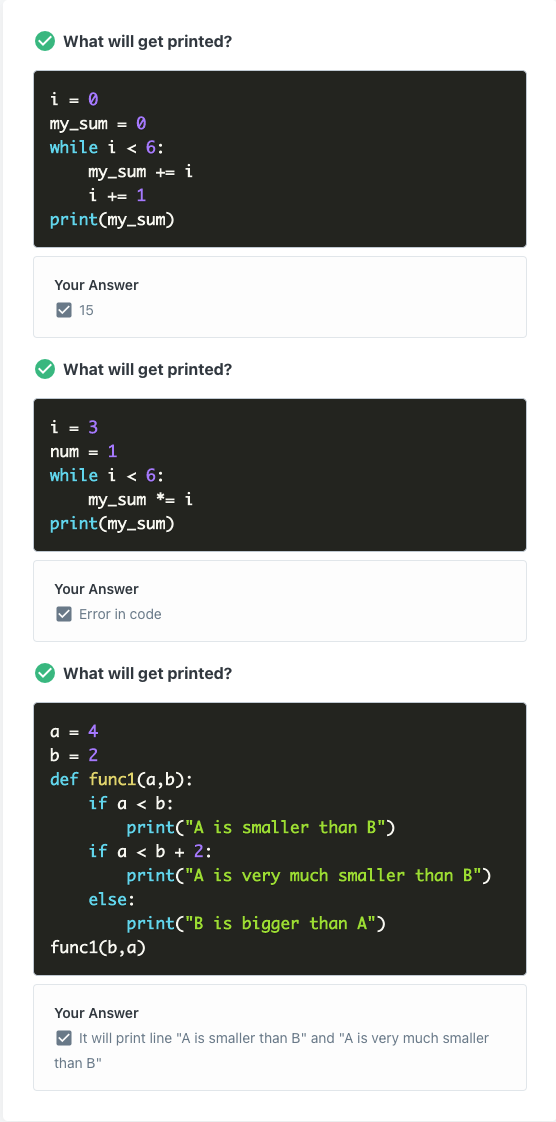 What will get printed?
i = 0
my_sum = 0
while i < 6:
    my_sum += i
    i += 1
print(my_sum)
Your Answer
15
What will get printed?
i = 3
num = 1
while i < 6:
    my_sum *= i
print(my_sum)
Your Answer
Error in code
What will get printed?
a = 4
b = 2
def func1(a,b):
    if a < b:
        print("A is smaller than B")
    if a < b + 2:
        print("A is very much smaller than B")
    else:
        print("B is bigger than A")
func1(b,a)
Your Answer
It will print line "A is smaller than B" and "A is very much smaller
than B"